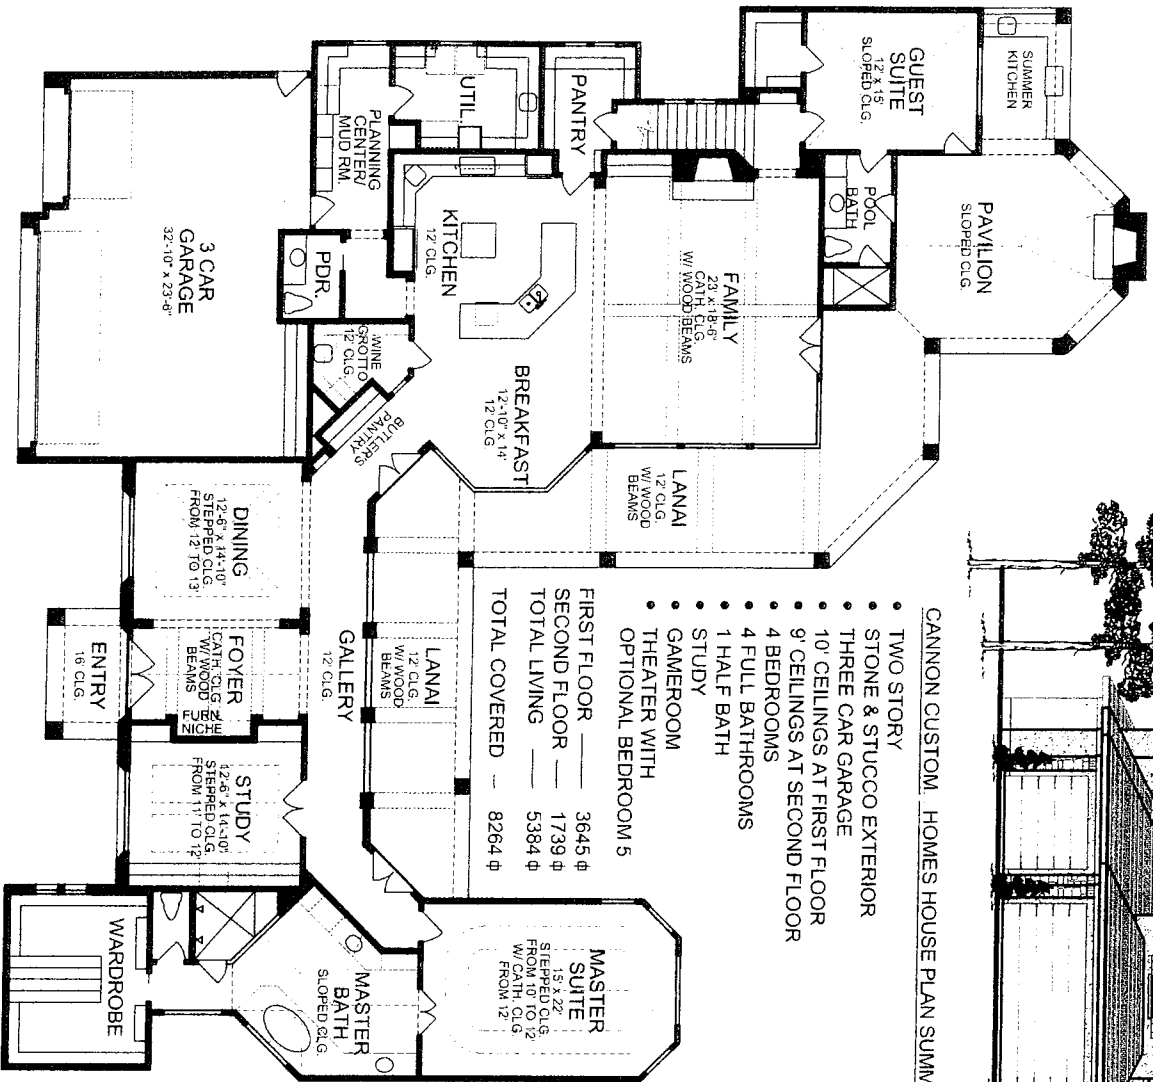 CANNON CUSTOM HOMES HOUSE PLAN SUMM
• TWO STORY
• STONE & STUCCO EXTERIOR
• THREE CAR GARAGE
• 10' CEILINGS AT FIRST FLOOR
• 9' CEILINGS AT SECOND FLOOR
• 4 BEDROOMS
• 4 FULL BATHROOMS
• 1 HALF BATH
• STUDY
• GAMEROOM
• THEATER WITH
OPTIONAL BEDROOM 5
FIRST FLOOR —— 3645 ф
SECOND FLOOR —— 1739 ф
TOTAL LIVING —— 5384 ф
TOTAL COVERED — 8264 ф
SUMMER
KITCHEN
GUEST
SUITE
12' x 15'
SLOPED CLG.
PAVILION
SLOPED CLG.
POOL
BATH
FAMILY
23' x 18'-6"
CATH. CLG.
W/ WOOD BEAMS
LANAI
12' CLG.
W/ WOOD
BEAMS
PANTRY
UTIL.
PLANNING
CENTER/
MUD RM.
KITCHEN
12' CLG.
BREAKFAST
12'-10" x 14'
12' CLG.
PDR.
WINE
GROTTO
12' CLG.
BUTLER'S
PANTRY
3 CAR
GARAGE
32'-10" x 23'-6"
DINING
12'-6" x 14'-10"
STEPPED CLG.
FROM 12' TO 13'
GALLERY
12' CLG.
LANAI
12' CLG.
W/ WOOD
BEAMS
FOYER
CATH. CLG.
W/ WOOD
BEAMS
FURN.
NICHE
ENTRY
16' CLG.
STUDY
12'-6" x 14'-10"
STEPPED CLG.
FROM 11' TO 12'
MASTER
SUITE
15' x 22'
STEPPED CLG.
FROM 10' TO 12'
W/ CATH. CLG.
FROM 12'
MASTER
BATH
SLOPED CLG.
WARDROBE